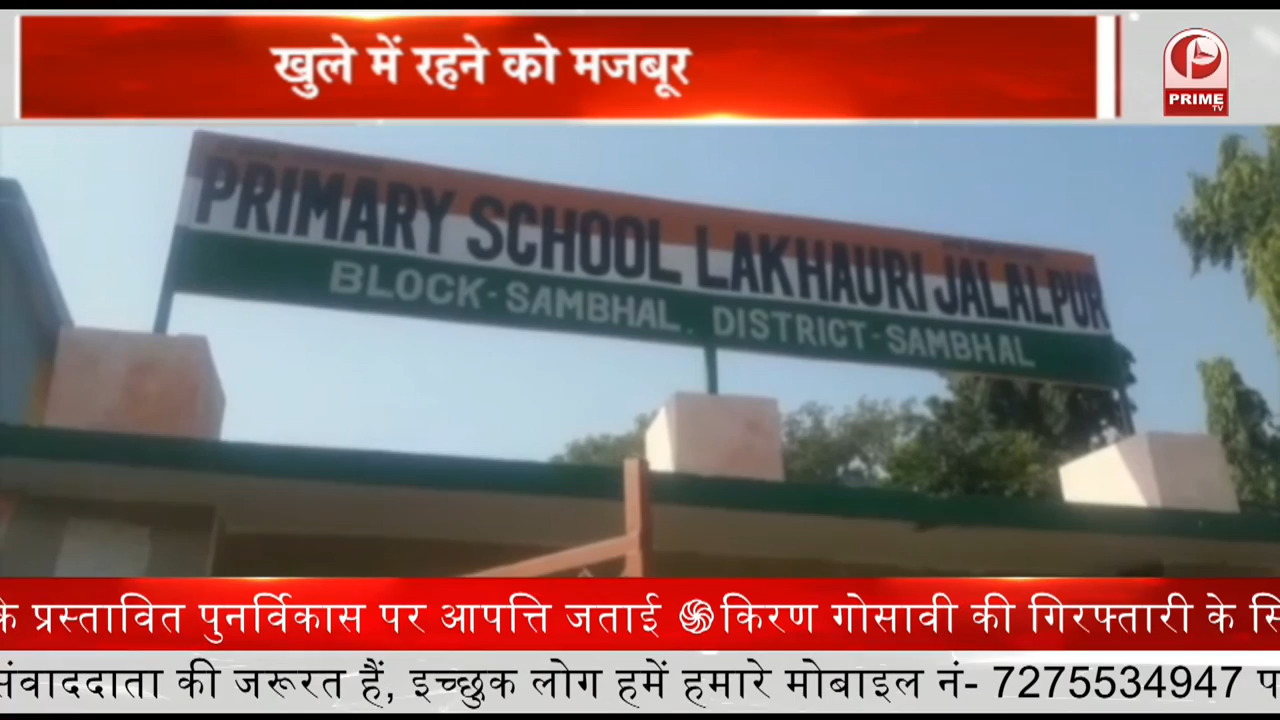 खुले में रहने को मजबूर
PRIME
TV
PRIMARY SCHOOL LAKHAURI JALALPUR
BLOCK-SAMBHAL, DISTRICT-SAMBHAL
के प्रस्तावित पुनर्विकास पर आपत्ति जताई किरण गोसावी की गिरफ्तारी के
संवाददाता की जरूरत हैं, इच्छुक लोग हमें हमारे मोबाइल नं- 7275534947